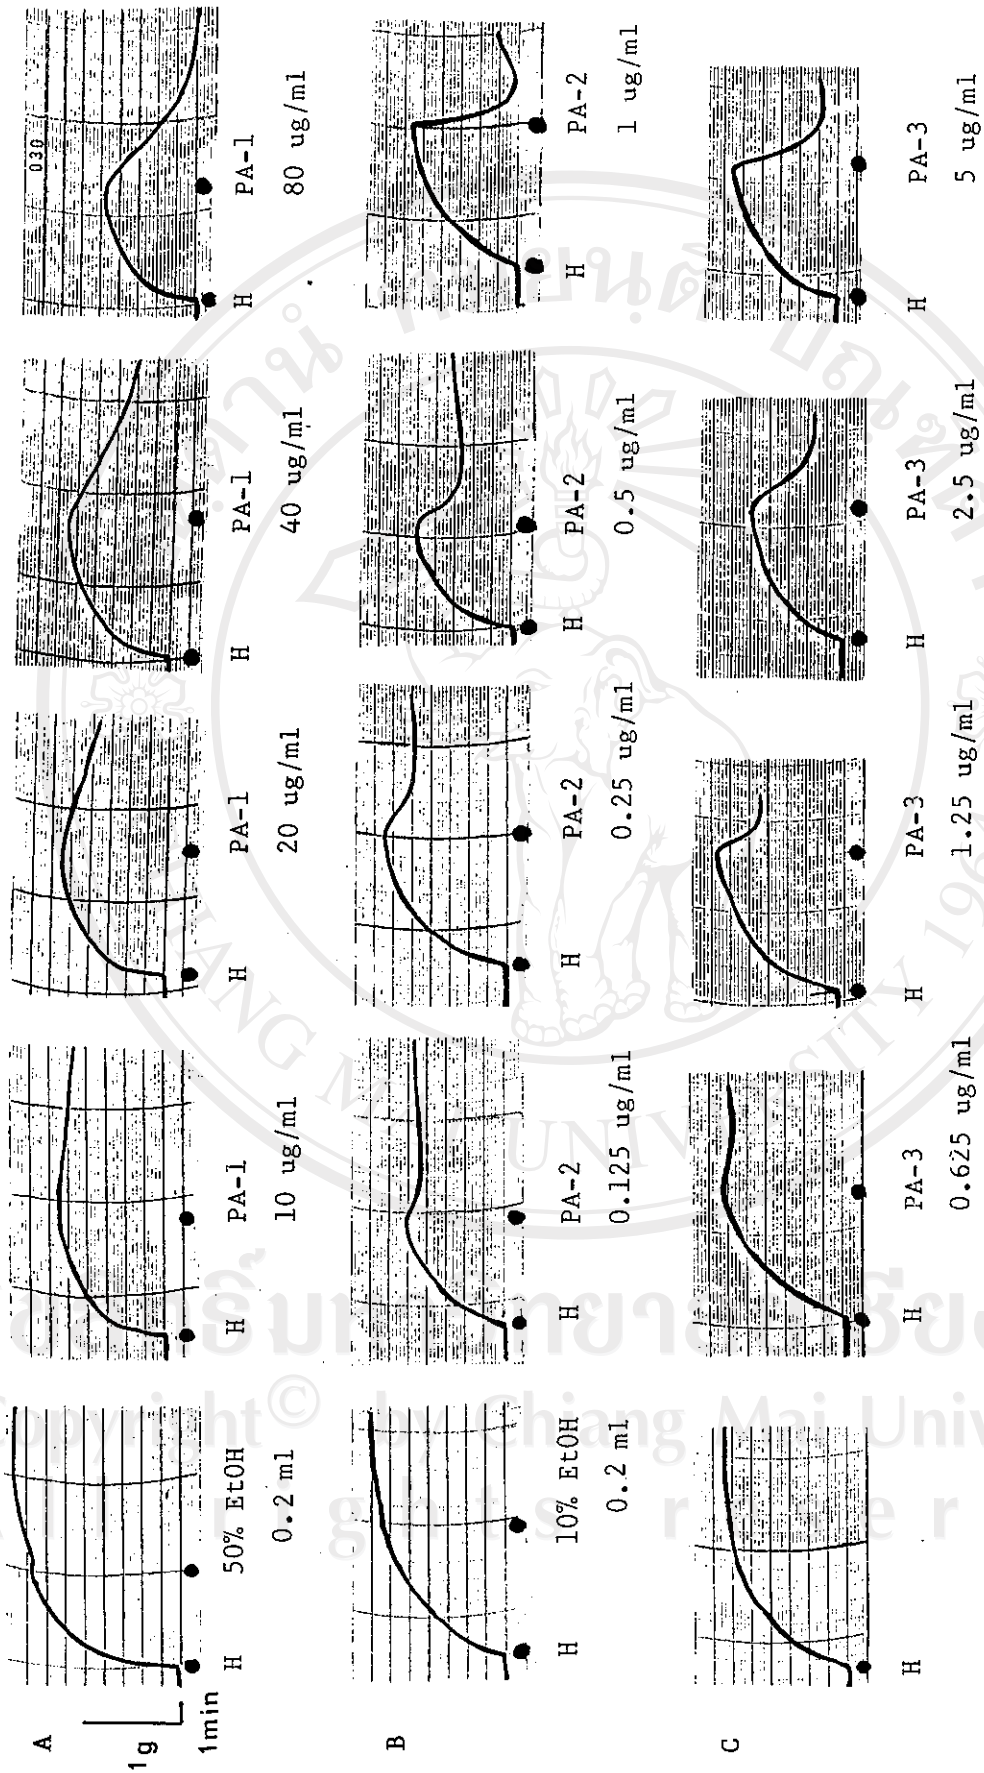 A
1 g
1min
H
50% EtOH
0.2 ml
H
PA-1
10 ug/ml
H
PA-1
20 ug/ml
H
PA-1
40 ug/ml
030
H
PA-1
80 ug/ml
B
H
10% EtOH
0.2 ml
H
PA-2
0.125 ug/ml
H
PA-2
0.25 ug/ml
H
PA-2
0.5 ug/ml
H
PA-2
1 ug/ml
C
H
H
PA-3
0.625 ug/ml
H
PA-3
1.25 ug/ml
H
PA-3
2.5 ug/ml
H
PA-3
5 ug/ml
Copyright© by Chiang Mai Univ
rights r